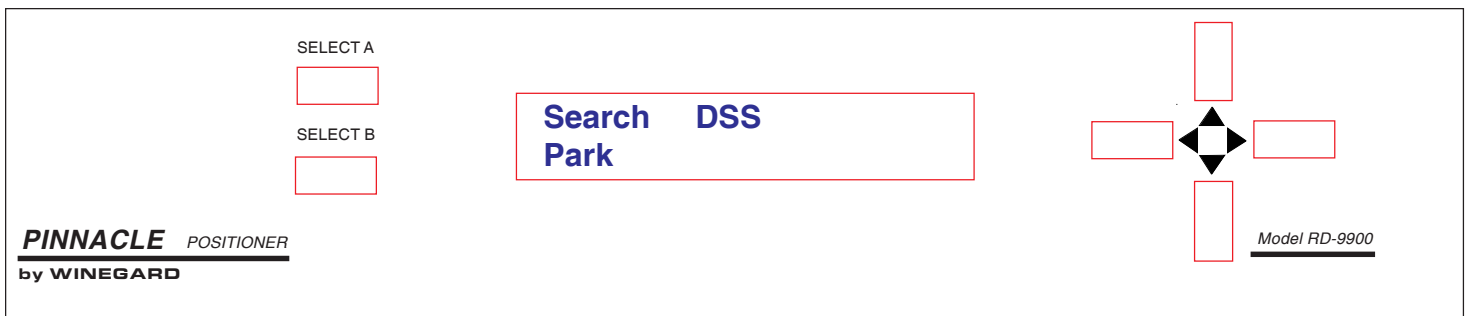 SELECT A
SELECT B
Search DSS
Park
PINNACLE POSITIONER
by WINEGARD
Model RD-9900